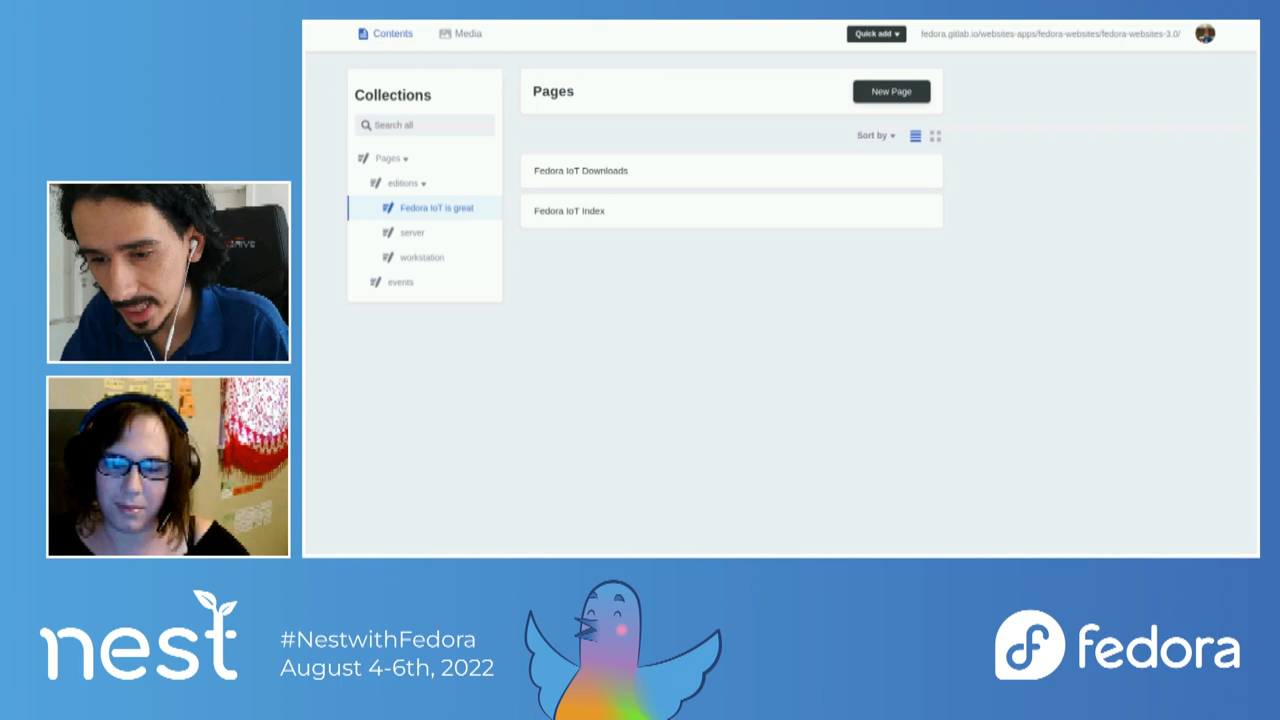 Contents
Media
Quick add
fedora.gitlab.io/websites-apps/fedora-websites/fedora-websites-3.0/
Collections
Search all
Pages
editions
Fedora IoT is great
server
workstation
events
Pages
New Page
Sort by
Fedora IoT Downloads
Fedora IoT Index
nest
#NestwithFedora
August 4-6th, 2022
fedora